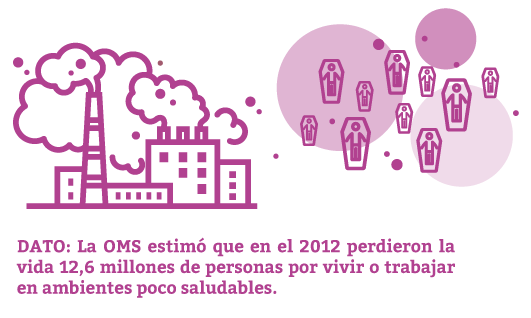 DATO: La OMS estimó que en el 2012 perdieron la
vida 12,6 millones de personas por vivir o trabajar
en ambientes poco saludables.